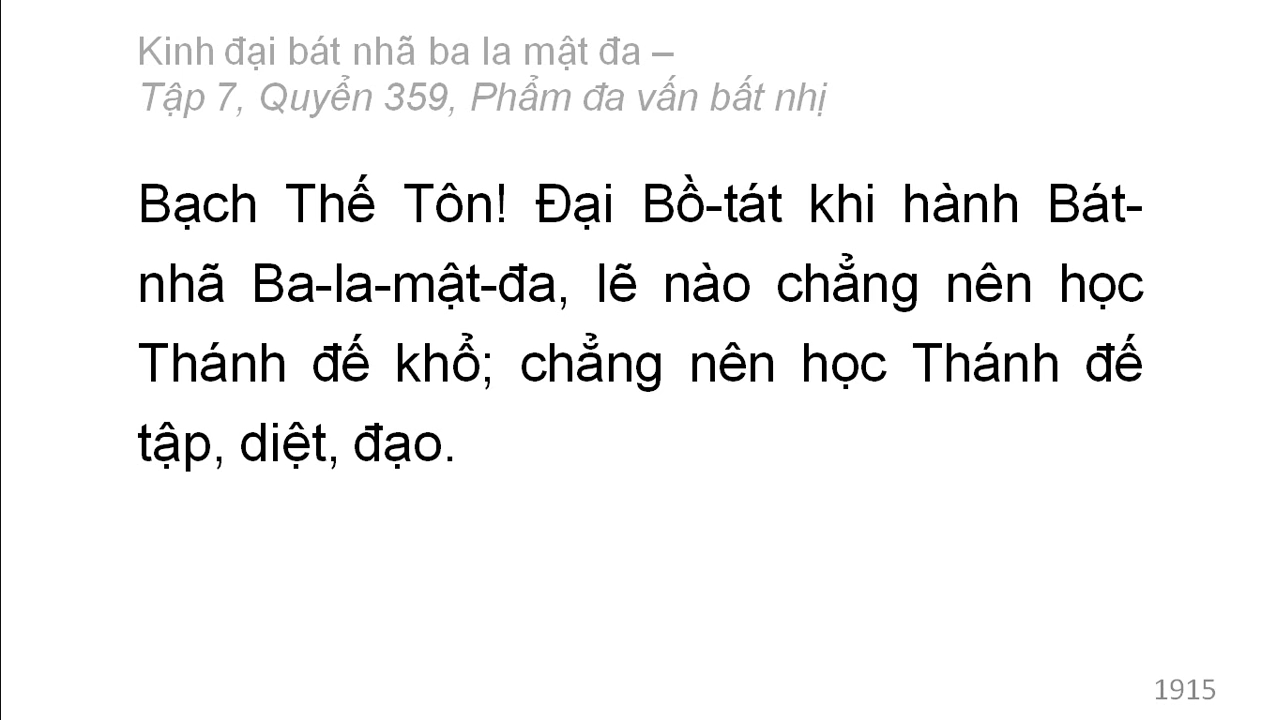 Kinh đại bát nhã ba la mật đa –
Tập 7, Quyển 359, Phẩm đa vấn bất nhị
Bạch Thế Tôn! Đại Bồ-tát khi hành Bát-
nhã Ba-la-mật-đa, lẽ nào chẳng nên học
Thánh đế khổ; chẳng nên học Thánh đế
tập, diệt, đạo.
1915